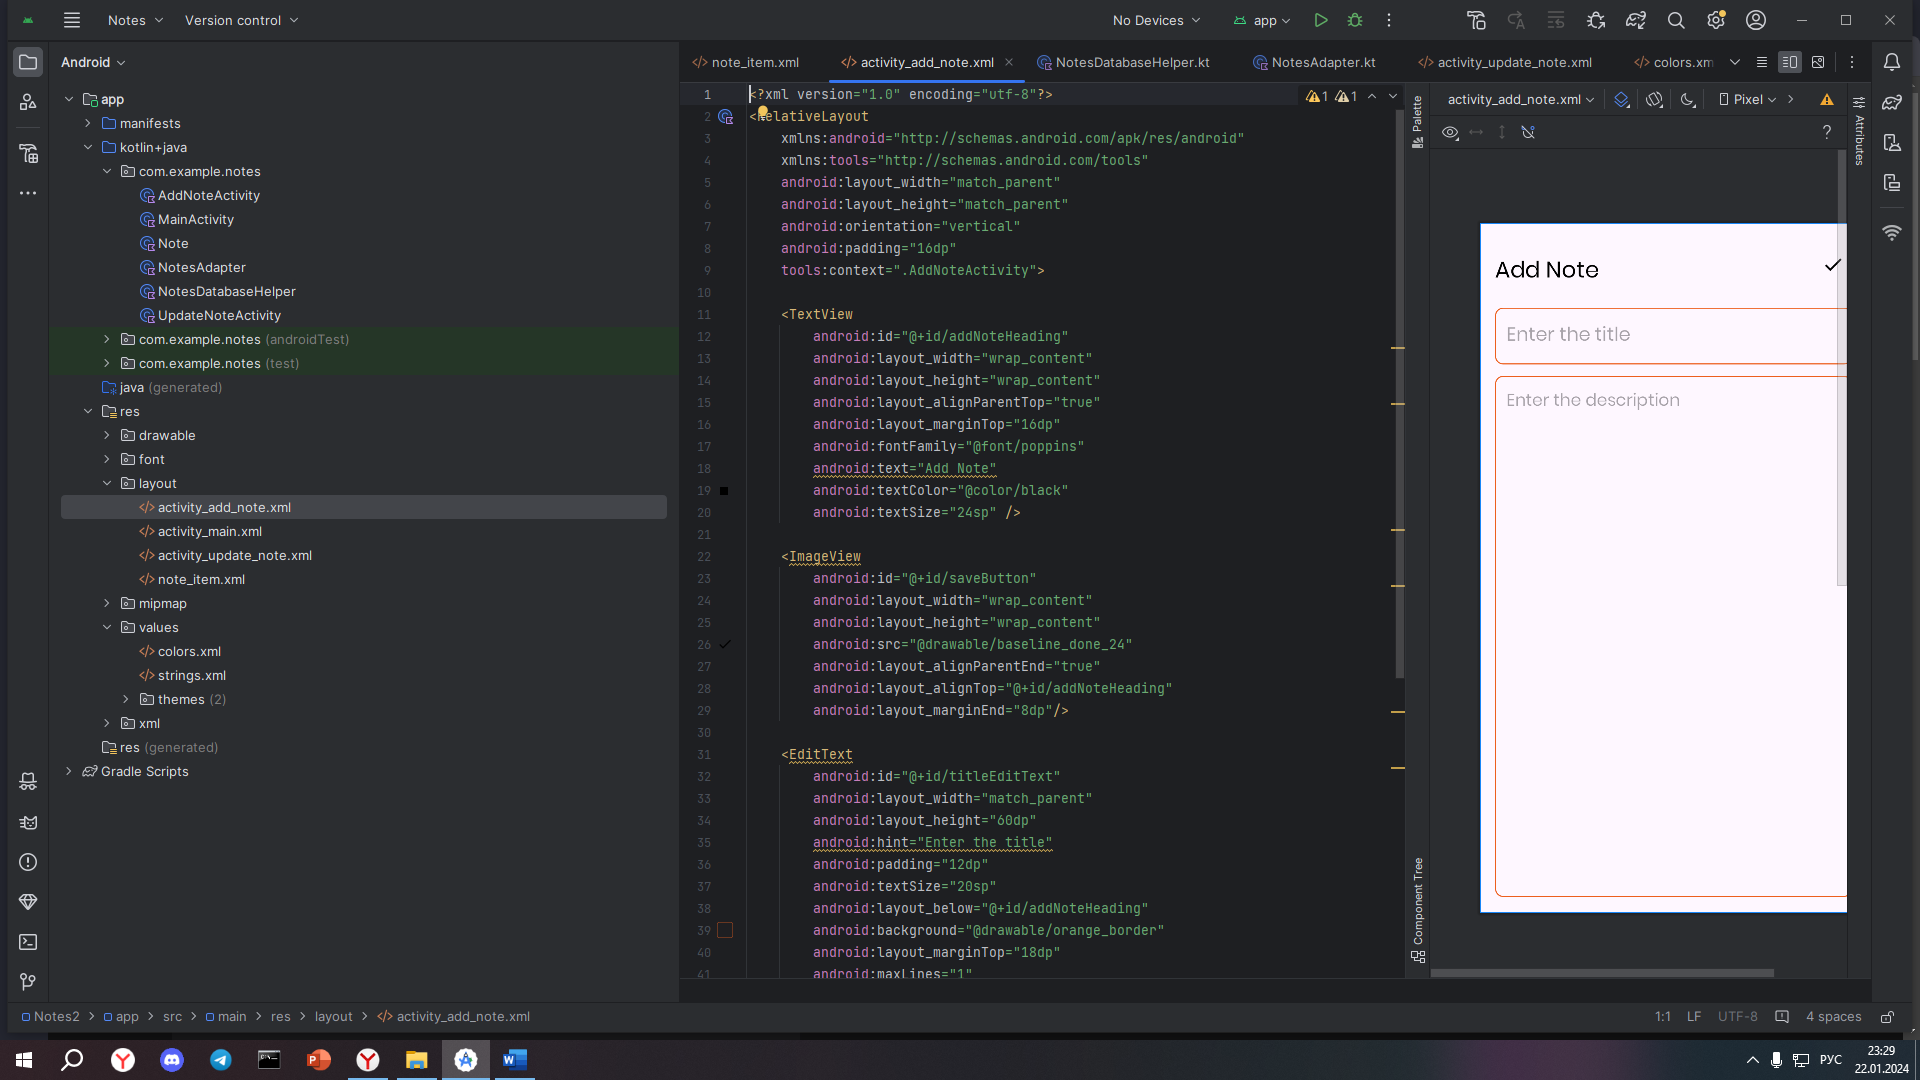 Notes
Version control
No Devices
app
Android
note_item.xml
activity_add_note.xml
NotesDatabaseHelper.kt
NotesAdapter.kt
activity_update_note.xml
colors.xm
app
manifests
kotlin+java
com.example.notes
AddNoteActivity
MainActivity
Note
NotesAdapter
NotesDatabaseHelper
UpdateNoteActivity
com.example.notes (androidTest)
com.example.notes (test)
java (generated)
res
drawable
font
layout
activity_add_note.xml
activity_main.xml
activity_update_note.xml
note_item.xml
mipmap
values
colors.xml
strings.xml
themes (2)
xml
res (generated)
Gradle Scripts
1 <?xml version="1.0" encoding="utf-8"?>
2 <RelativeLayout
3 xmlns:android="http://schemas.android.com/apk/res/android"
4 xmlns:tools="http://schemas.android.com/tools"
5 android:layout_width="match_parent"
6 android:layout_height="match_parent"
7 android:orientation="vertical"
8 android:padding="16dp"
9 tools:context=".AddNoteActivity">
10
11 <TextView
12 android:id="@+id/addNoteHeading"
13 android:layout_width="wrap_content"
14 android:layout_height="wrap_content"
15 android:layout_alignParentTop="true"
16 android:layout_marginTop="16dp"
17 android:fontFamily="@font/poppins"
18 android:text="Add Note"
19 android:textColor="@color/black"
20 android:textSize="24sp" />
21
22 <ImageView
23 android:id="@+id/saveButton"
24 android:layout_width="wrap_content"
25 android:layout_height="wrap_content"
26 android:src="@drawable/baseline_done_24"
27 android:layout_alignParentEnd="true"
28 android:layout_alignTop="@+id/addNoteHeading"
29 android:layout_marginEnd="8dp"/>
30
31 <EditText
32 android:id="@+id/titleEditText"
33 android:layout_width="match_parent"
34 android:layout_height="60dp"
35 android:hint="Enter the title"
36 android:padding="12dp"
37 android:textSize="20sp"
38 android:layout_below="@+id/addNoteHeading"
39 android:background="@drawable/orange_border"
40 android:layout_marginTop="18dp"
41 android:maxLines="1"
1 1
Palette
Component Tree
activity_add_note.xml
Pixel
?
Attributes
Add Note
Enter the title
Enter the description
Notes2 > app > src > main > res > layout > activity_add_note.xml
1:1 LF UTF-8 4 spaces
РУС
23:29
22.01.2024